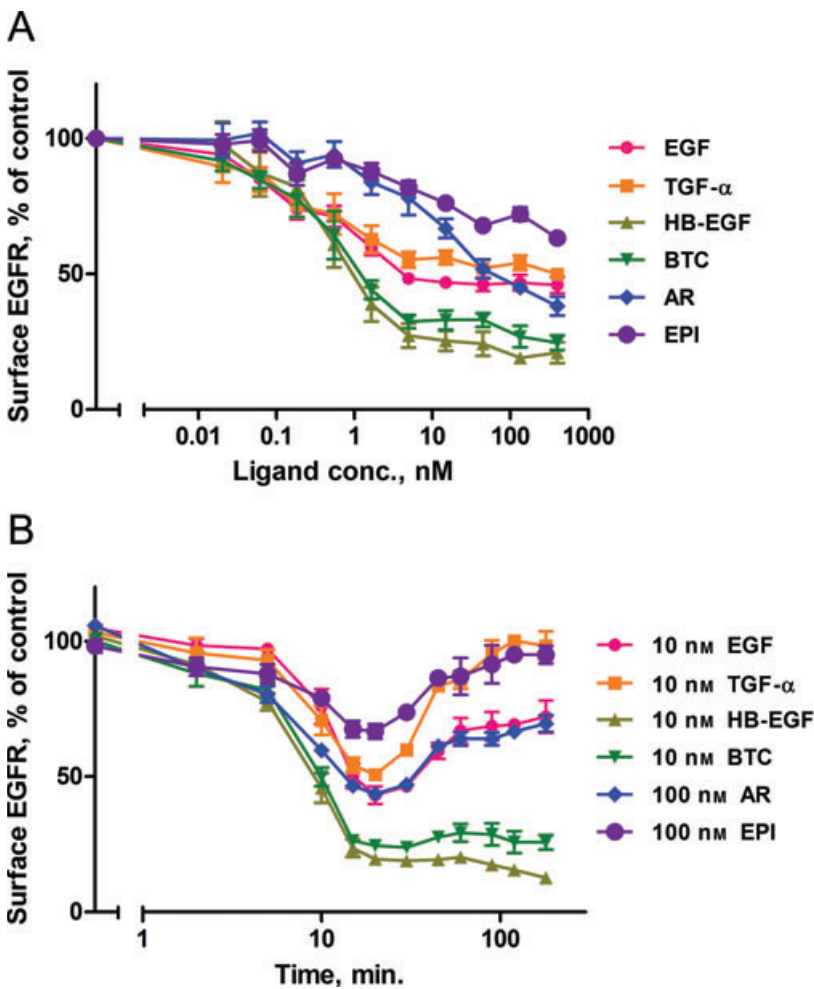 A
Surface EGFR, % of control
100
50
0
0.01 0.1 1 10 100 1000
Ligand conc., nM
EGF
TGF-α
HB-EGF
BTC
AR
EPI
B
Surface EGFR, % of control
100
50
0
1 10 100
Time, min.
10 nM EGF
10 nM TGF-α
10 nM HB-EGF
10 nM BTC
100 nM AR
100 nM EPI